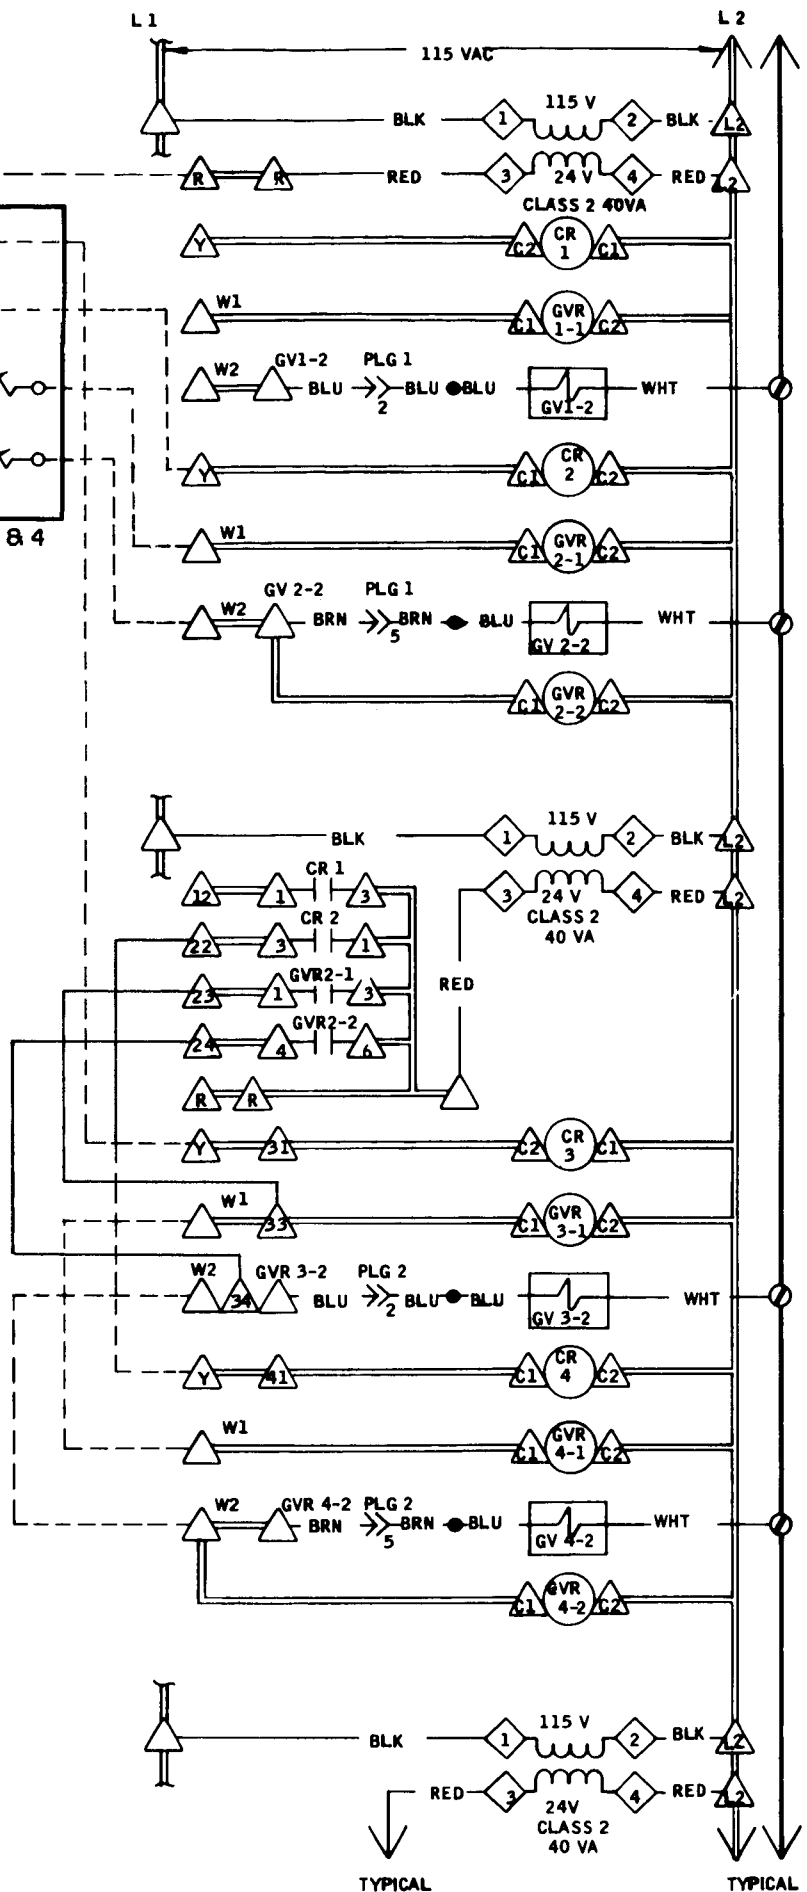 L 1 L 2
115 VAC
115 V
BLK 1 2 BLK L2
R R RED 3 24 V 4 RED L2
CLASS 2 40VA
Y C2 CR 1 C1
W1 C1 GVR 1-1 C2
W2 GV1-2 BLU PLG 1 2 BLU BLU GV1-2 WHT
Y C1 CR 2 C2
& 4
W1 C1 GVR 2-1 C2
W2 GV 2-2 BRN PLG 1 5 BRN BLU GV 2-2 WHT
C1 GVR 2-2 C2
115 V
BLK 1 2 BLK L2
12 1 CR 1 3
3 24 V 4 RED L2
CLASS 2
40 VA
22 3 CR 2 1
23 1 GVR2-1 3 RED
24 4 GVR2-2 6
R R
Y 31 C2 CR 3 C1
W1 33 C1 GVR 3-1 C2
W2 34 GVR 3-2 BLU PLG 2 2 BLU BLU GV 3-2 WHT
Y 41 C1 CR 4 C2
W1 C1 GVR 4-1 C2
W2 GVR 4-2 BRN PLG 2 5 BRN BLU GV 4-2 WHT
C1 GVR 4-2 C2
115 V
BLK 1 2 BLK L2
RED 3 24V 4 RED L2
CLASS 2
40 VA
TYPICAL TYPICAL